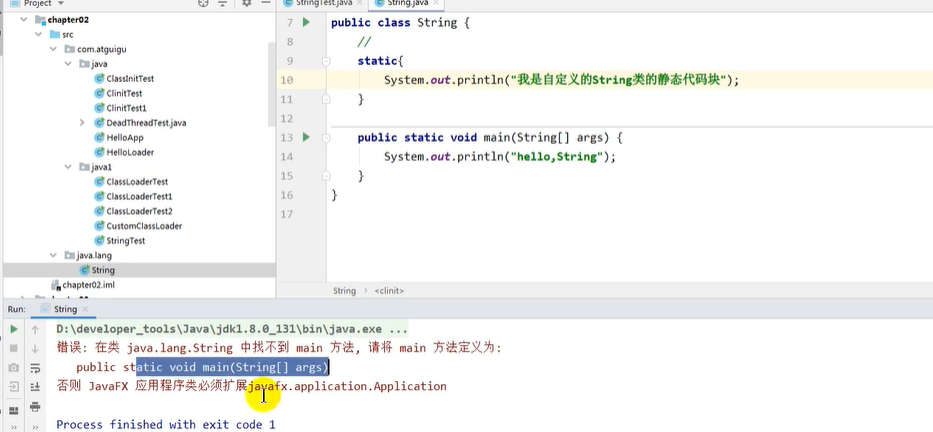 Project
StringTest.java
String.java
chapter02
src
com.atguigu
java
ClassInitTest
ClinitTest
ClinitTest1
DeadThreadTest.java
HelloApp
HelloLoader
java1
ClassLoaderTest
ClassLoaderTest1
ClassLoaderTest2
CustomClassLoader
StringTest
java.lang
String
chapter02.iml
7 public class String {
8 //
9 static{
10 System.out.println("我是自定义的String类的静态代码块");
11 }
12
13 public static void main(String[] args) {
14 System.out.println("hello,String");
15 }
16 }
17
String > <clinit>
Run: String
D:\developer_tools\Java\jdk1.8.0_131\bin\java.exe ...
错误: 在类 java.lang.String 中找不到 main 方法, 请将 main 方法定义为:
public static void main(String[] args)
否则 JavaFX 应用程序类必须扩展javafx.application.Application
Process finished with exit code 1